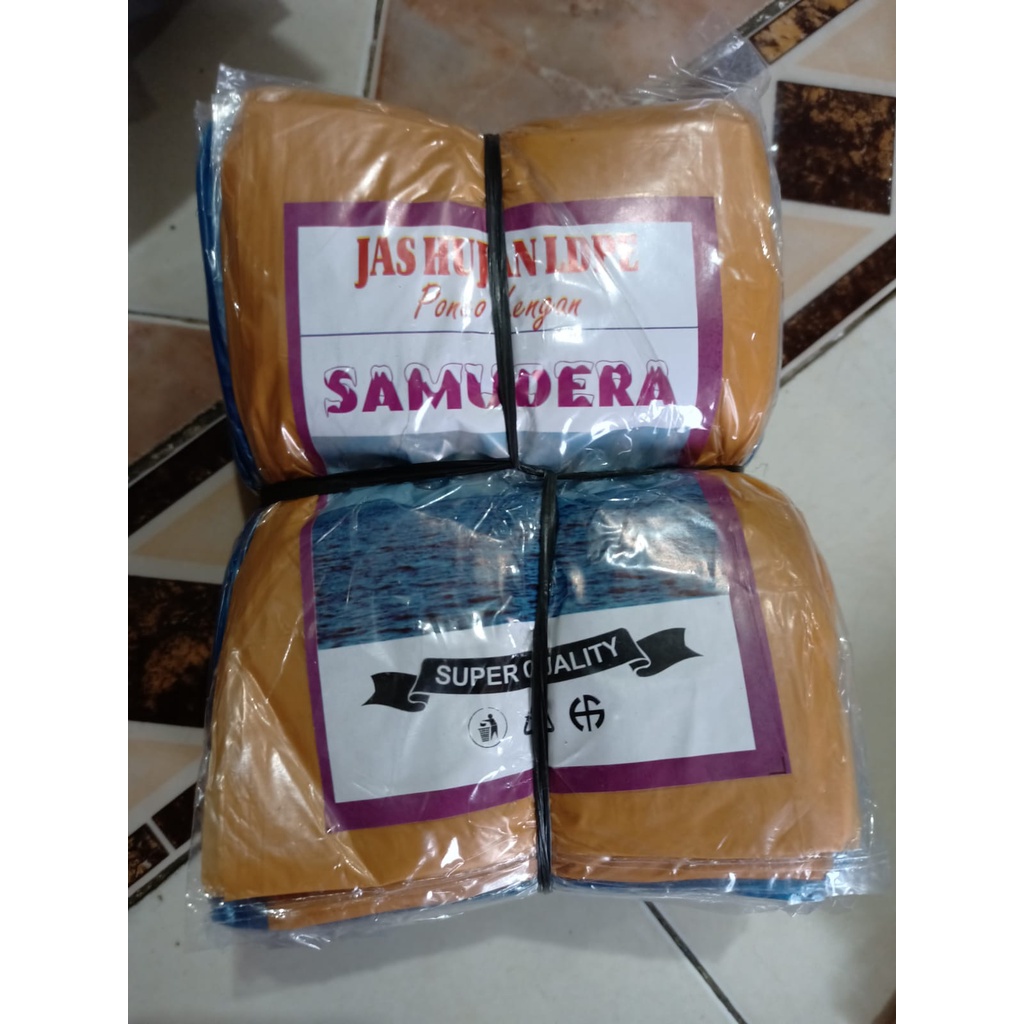 JAS HUJAN LDPE
Ponco Lengan
SAMUDERA
SUPER QUALITY